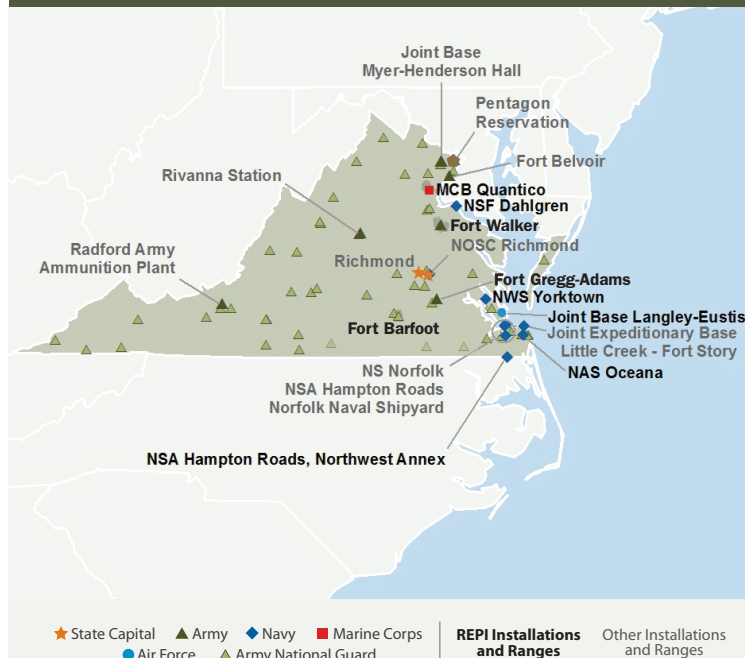 Joint Base
Myer-Henderson Hall
Pentagon
Reservation
Fort Belvoir
Rivanna Station
MCB Quantico
NSF Dahlgren
Fort Walker
NOSC Richmond
Richmond
Radford Army
Ammunition Plant
Fort Gregg-Adams
NWS Yorktown
Joint Base Langley-Eustis
Fort Barfoot
Joint Expeditionary Base
Little Creek - Fort Story
NS Norfolk
NSA Hampton Roads
Norfolk Naval Shipyard
NAS Oceana
NSA Hampton Roads, Northwest Annex
State Capital Army Navy Marine Corps
Air Force Army National Guard
REPI Installations
and Ranges
Other Installations
and Ranges